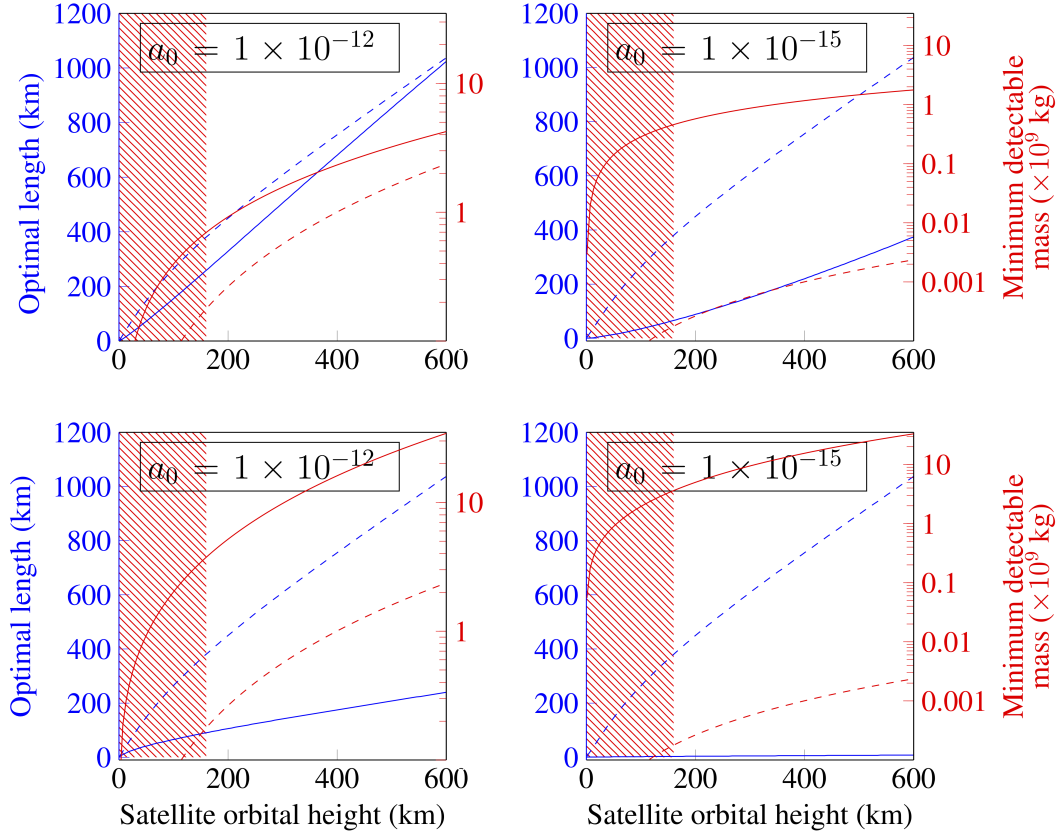 1200
1000
800
600
400
200
0
Optimal length (km)
a₀ = 1 × 10⁻¹²
10
1
0 200 400 600
1200
1000
800
600
400
200
0
a₀ = 1 × 10⁻¹⁵
10
1
0.1
0.01
0.001
Minimum detectable
mass (×10⁹ kg)
0 200 400 600
1200
1000
800
600
400
200
0
Optimal length (km)
a₀ = 1 × 10⁻¹²
10
1
0 200 400 600
Satellite orbital height (km)
1200
1000
800
600
400
200
0
a₀ = 1 × 10⁻¹⁵
10
1
0.1
0.01
0.001
Minimum detectable
mass (×10⁹ kg)
0 200 400 600
Satellite orbital height (km)